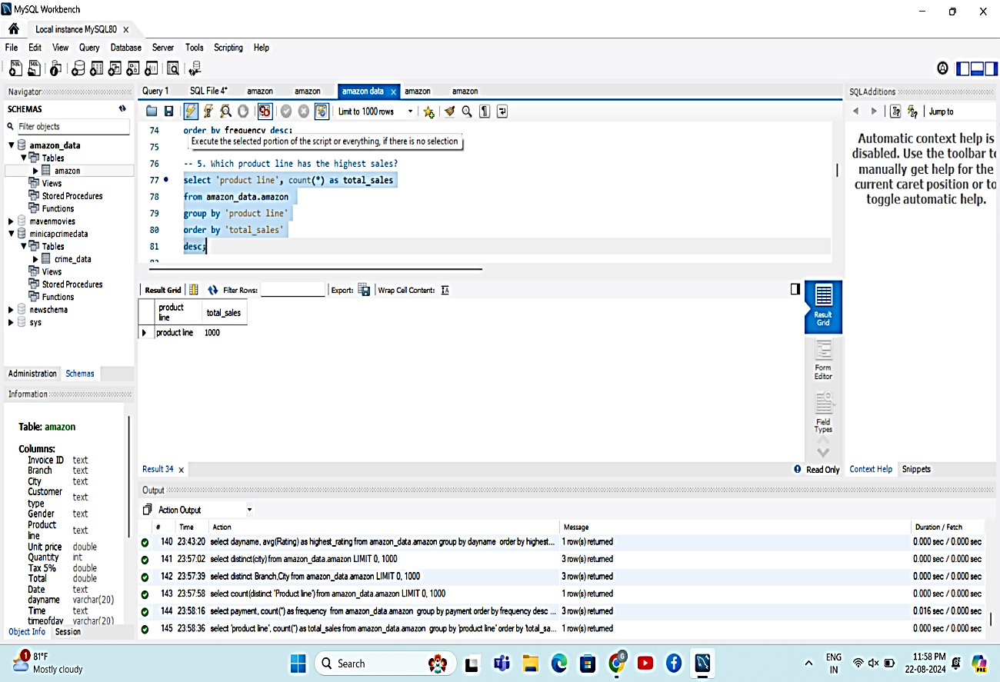 MySQL Workbench
Local instance MySQL80
File Edit View Query Database Server Tools Scripting Help
Navigator
SCHEMAS
Filter objects
amazon_data
Tables
amazon
Views
Stored Procedures
Functions
mavenmovies
minicapcrimedata
Tables
crime_data
Views
Stored Procedures
Functions
newschema
sys
Administration Schemas
Information
Table: amazon
Columns:
Invoice ID text
Branch text
City text
Customer type text
Gender text
Product line text
Unit price double
Quantity int
Tax 5% double
Total double
Date text
dayname varchar(20)
Time text
timeofday varchar(20)
Object Info Session
Query 1 SQL File 4* amazon amazon amazon data amazon amazon
Limit to 1000 rows
74 order by frequency desc;
Execute the selected portion of the script or everything, if there is no selection
75
76 -- 5. Which product line has the highest sales?
77 select 'product line', count(*) as total_sales
78 from amazon_data.amazon
79 group by 'product line'
80 order by 'total_sales'
81 desc;
82
Result Grid Filter Rows: Export: Wrap Cell Content:
product line total_sales
product line 1000
Result Grid
Form Editor
Field Types
Result 34 Read Only
SQLAdditions
Jump to
Automatic context help is
disabled. Use the toolbar to
manually get help for the
current caret position or to
toggle automatic help.
Context Help Snippets
Output
Action Output
# Time Action Message Duration / Fetch
140 23:43:20 select dayname, avg(Rating) as highest_rating from amazon_data.amazon group by dayname order by highest... 1 row(s) returned 0.000 sec / 0.000 sec
141 23:57:02 select distinct(city) from amazon_data.amazon LIMIT 0, 1000 3 row(s) returned 0.000 sec / 0.000 sec
142 23:57:39 select distinct Branch,City from amazon_data.amazon LIMIT 0, 1000 3 row(s) returned 0.000 sec / 0.000 sec
143 23:57:58 select count(distinct 'Product line') from amazon_data.amazon LIMIT 0, 1000 1 row(s) returned 0.000 sec / 0.000 sec
144 23:58:16 select payment, count(*) as frequency from amazon_data.amazon group by payment order by frequency desc ... 3 row(s) returned 0.016 sec / 0.000 sec
145 23:58:36 select 'product line', count(*) as total_sales from amazon_data.amazon group by 'product line' order by 'total_sa... 1 row(s) returned 0.000 sec / 0.000 sec
1
81°F
Mostly cloudy
Search
G
ENG
IN
11:58 PM
22-08-2024
PRE